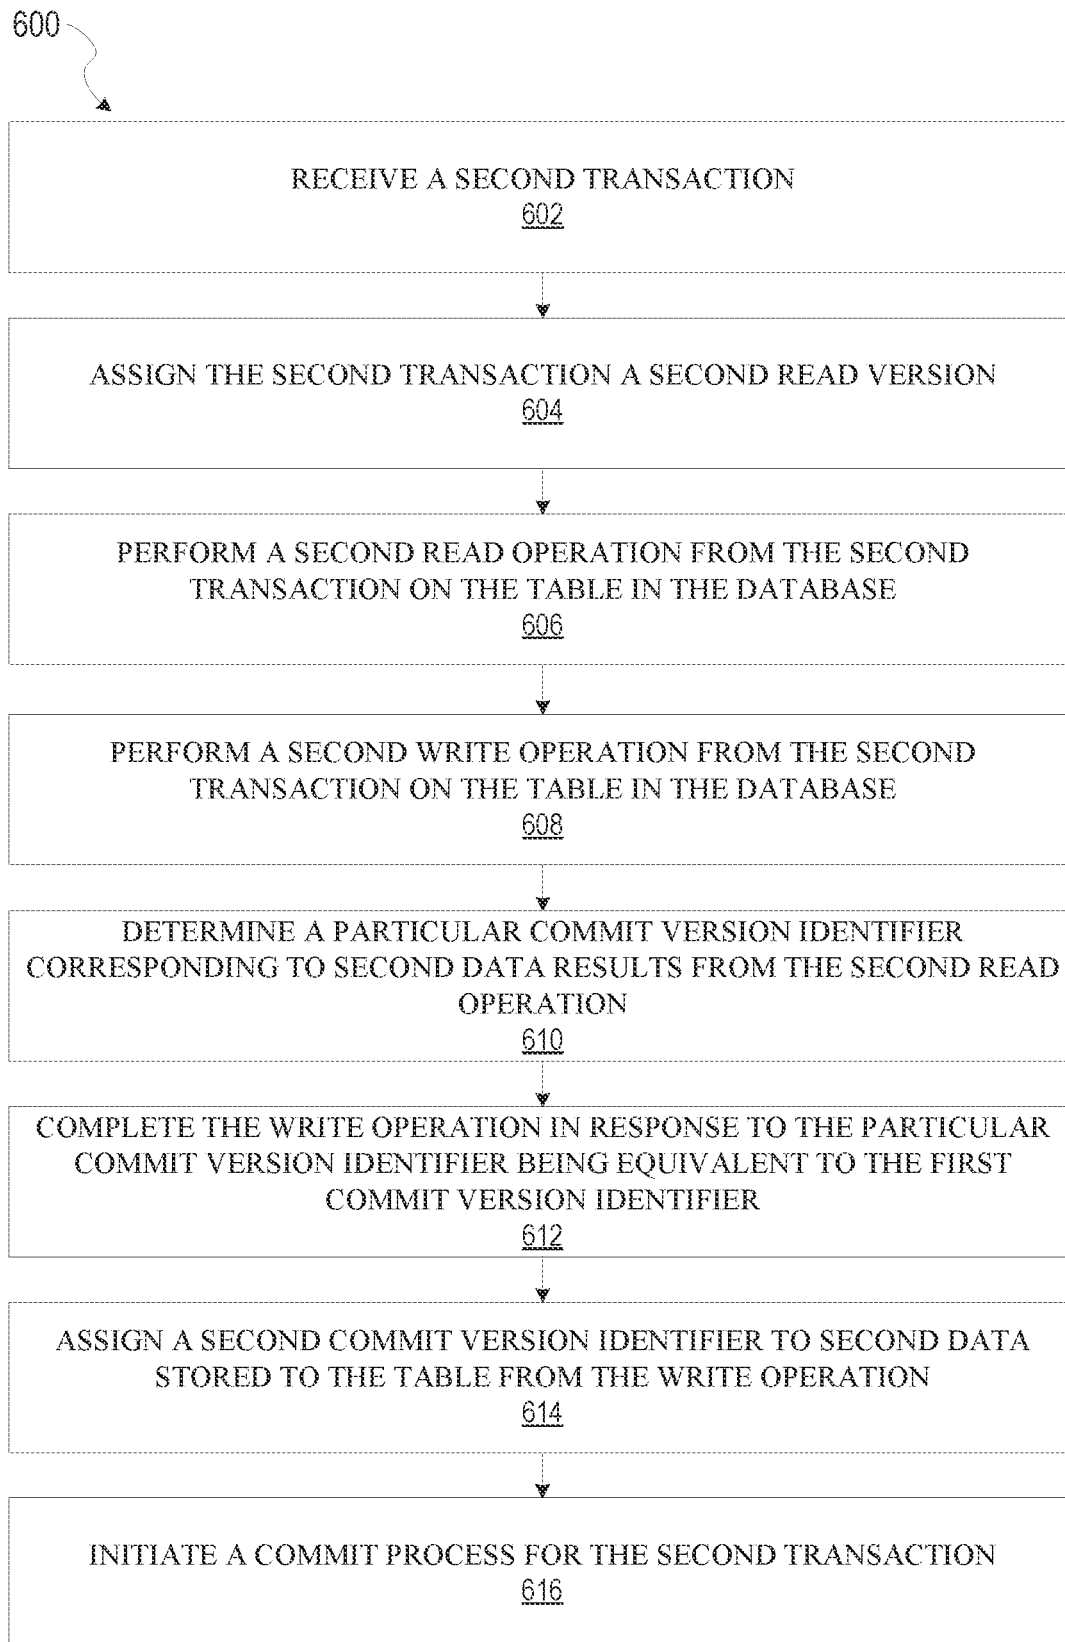 600
RECEIVE A SECOND TRANSACTION
602
ASSIGN THE SECOND TRANSACTION A SECOND READ VERSION
604
PERFORM A SECOND READ OPERATION FROM THE SECOND
TRANSACTION ON THE TABLE IN THE DATABASE
606
PERFORM A SECOND WRITE OPERATION FROM THE SECOND
TRANSACTION ON THE TABLE IN THE DATABASE
608
DETERMINE A PARTICULAR COMMIT VERSION IDENTIFIER
CORRESPONDING TO SECOND DATA RESULTS FROM THE SECOND READ
OPERATION
610
COMPLETE THE WRITE OPERATION IN RESPONSE TO THE PARTICULAR
COMMIT VERSION IDENTIFIER BEING EQUIVALENT TO THE FIRST
COMMIT VERSION IDENTIFIER
612
ASSIGN A SECOND COMMIT VERSION IDENTIFIER TO SECOND DATA
STORED TO THE TABLE FROM THE WRITE OPERATION
614
INITIATE A COMMIT PROCESS FOR THE SECOND TRANSACTION
616